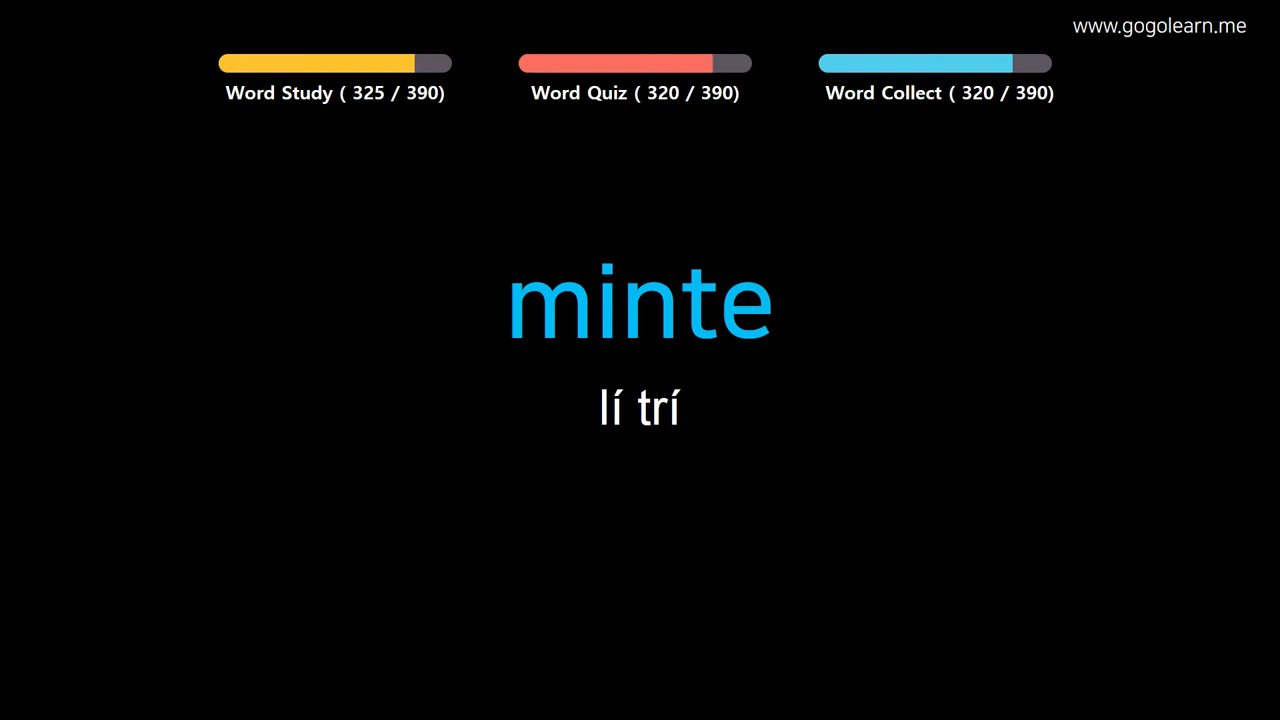 www.gogolearn.me
Word Study ( 325 / 390)
Word Quiz ( 320 / 390)
Word Collect ( 320 / 390)
minte
lí trí